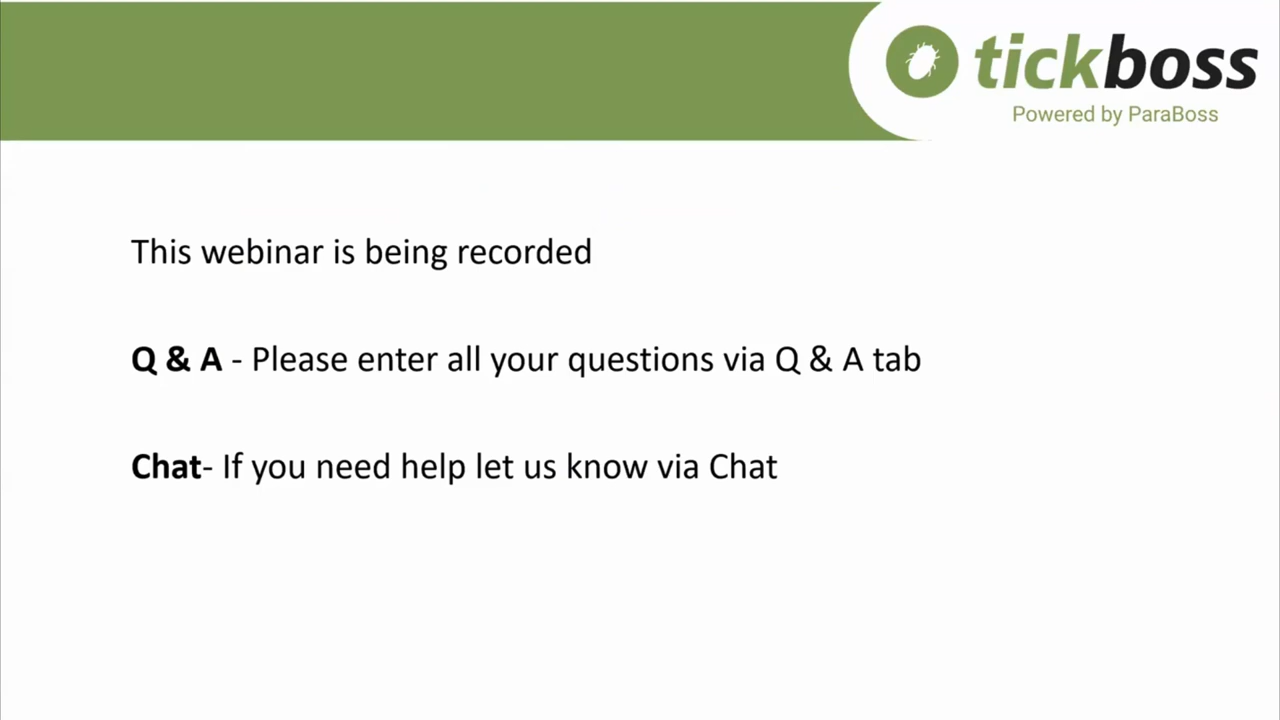 tickboss
Powered by ParaBoss
This webinar is being recorded
Q & A - Please enter all your questions via Q & A tab
Chat- If you need help let us know via Chat